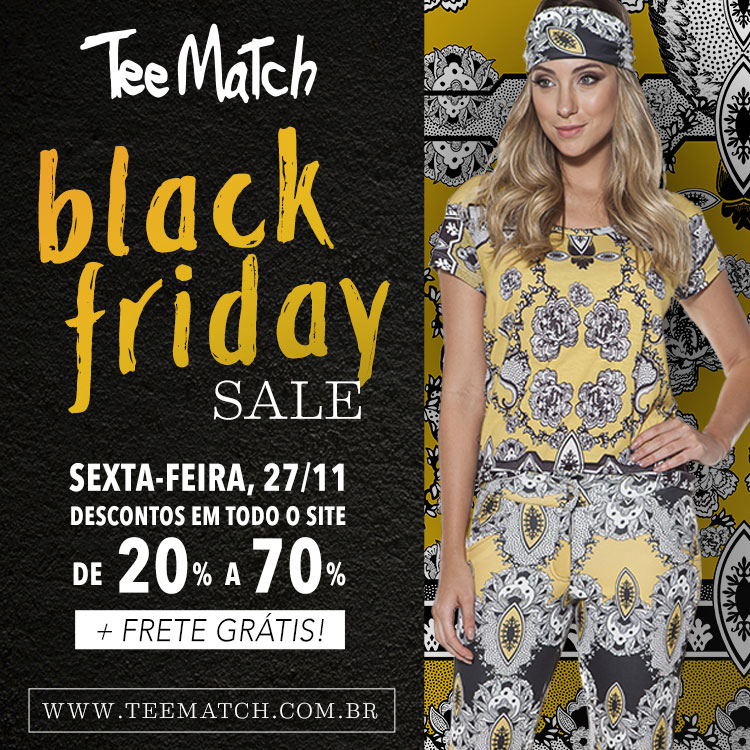 Tee Match
black
friday
SALE
SEXTA-FEIRA, 27/11
DESCONTOS EM TODO O SITE
DE 20% A 70%
+ FRETE GRÁTIS!
WWW.TEEMATCH.COM.BR